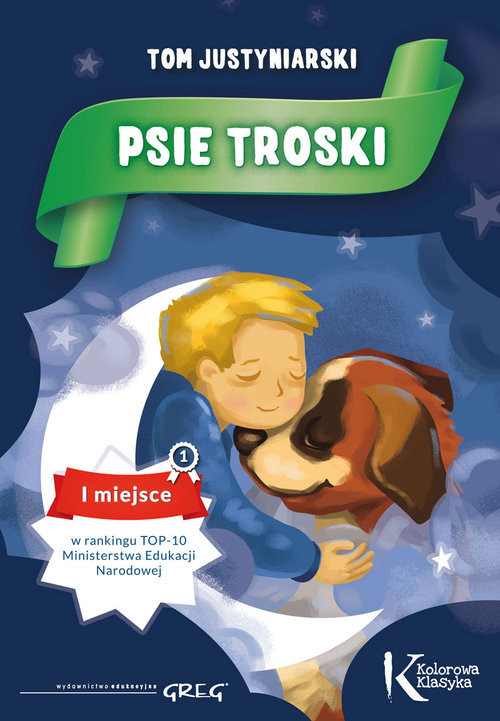 TOM JUSTYNIARSKI
PSIE TROSKI
1
I miejsce
w rankingu TOP-10
Ministerstwa Edukacji
Narodowej
wydawnictwo edukacyjne
GREG®
K
Kolorowa
Klasyka